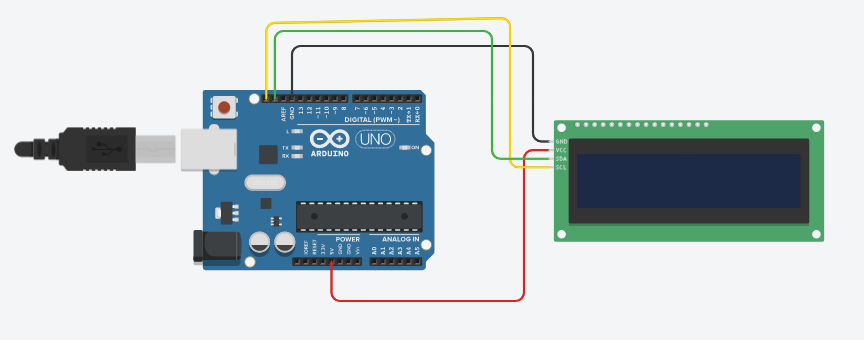 AREF
GND
13
12
~11
~10
~9
8
7
~6
~5
4
~3
2
TX→1
RX←0
DIGITAL (PWM~)
L
TX
RX
ARDUINO
UNO
ON
POWER
ANALOG IN
IOREF
RESET
3.3V
5V
GND
GND
Vin
A0
A1
A2
A3
A4
A5
GND
VCC
SDA
SCL